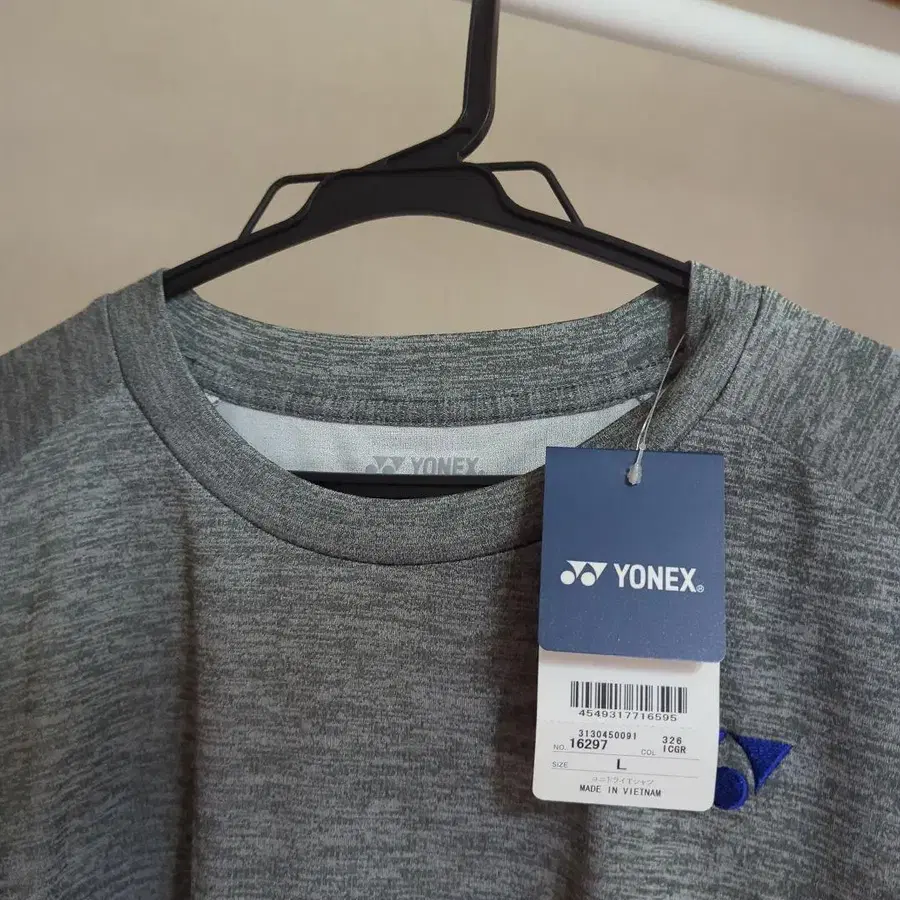 YONEX.
YONEX®
4549317716595
3130450091 326
NO. 16297 COL ICGR
SIZE L
ユニドライTシャツ
MADE IN VIETNAM